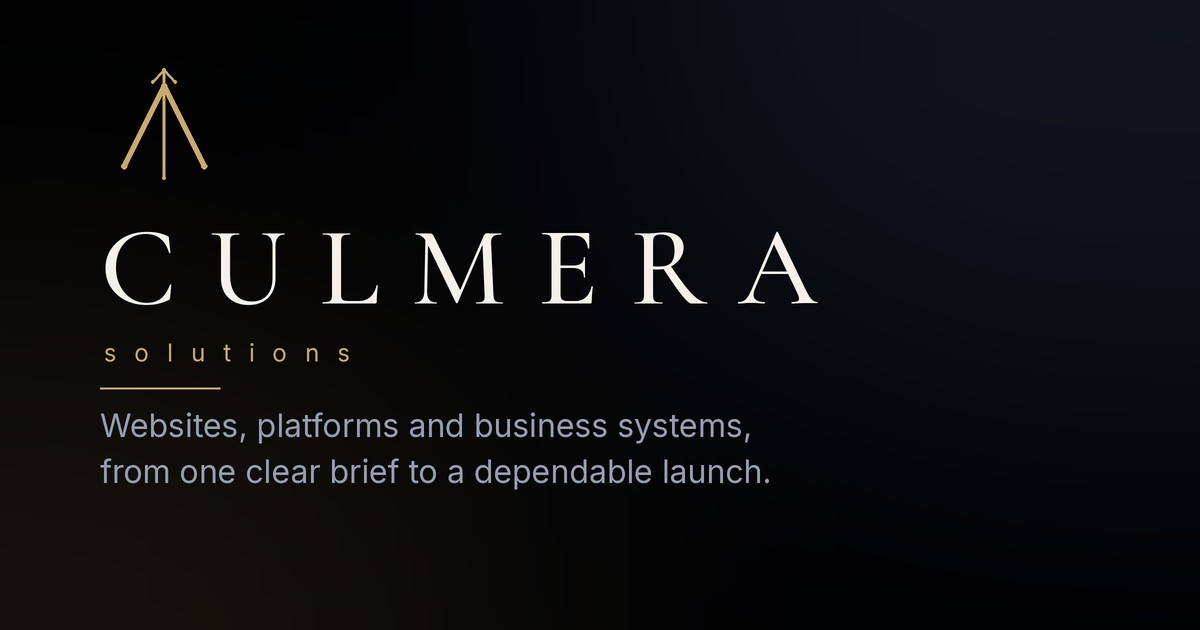 CULMERA
solutions
Websites, platforms and business systems,
from one clear brief to a dependable launch.